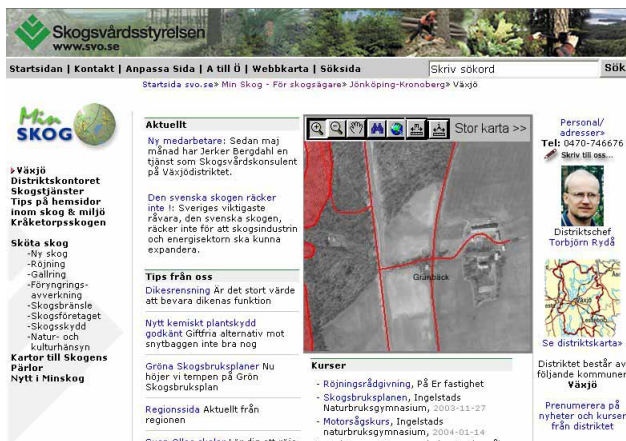 Skogsvårdsstyrelsen
www.svo.se
Startsidan | Kontakt | Anpassa Sida | A till Ö | Webbkarta | Söksida
Skriv sökord
Sök
Startsida svo.se» Min Skog - För skogsägare» Jönköping-Kronoberg» Växjö
Min
SKOG
Växjö
Distriktskontoret
Skogstjänster
Tips på hemsidor
inom skog & miljö
Kråketorpsskogen
Sköta skog
-Ny skog
-Röjning
-Gallring
-Föryngrings-
avverkning
-Skogsbränsle
-Skogsföretaget
-Skogsskydd
-Natur- och
kulturhänsyn
Kartor till Skogens
Pärlor
Nytt i Minskog
Aktuellt
Ny medarbetare: Sedan maj
månad har Jerker Bergdahl en
tjänst som Skogsvårdskonsulent
på Växjödistriktet.
Den svenska skogen räcker
inte !: Sveriges viktigaste
råvara, den svenska skogen,
räcker inte för att skogsindustrin
och energisektorn ska kunna
expandera.
Tips från oss
Dikesrensning Är det stort värde
att bevara dikenas funktion
Nytt kemiskt plantskydd
godkänt Giftfria alternativ mot
snytbaggen inte bra nog
Gröna Skogsbruksplaner Nu
höjer vi tempen på Grön
Skogsbruksplan
Regionssida Aktuellt från
regionen
Stor karta >>
Grünbäck
Kurser
- Röjningsrådgivning, På Er fastighet
- Skogsbruksplanen, Ingelstads
Naturbruksgymnasium, 2003-11-27
- Motorsågskurs, Ingelstads
naturbruksgymnasium, 2004-01-14
Personal/
adresser»
Tel: 0470-746676
Skriv till oss...
Distriktschef
Torbjörn Rydå
Växjö
Se distriktskarta»
Distriktet består av
följande kommuner
Växjö
Prenumerera på
nyheter och kurser
från distriktet